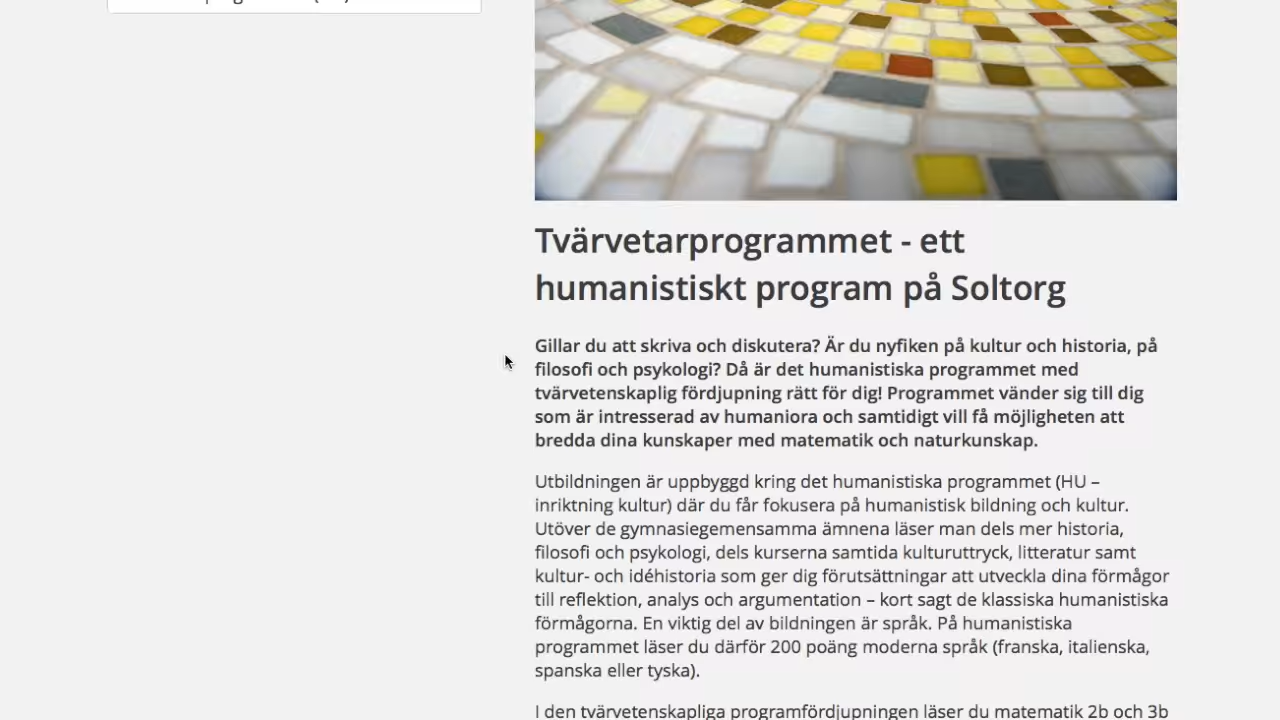 Tvärvetarprogrammet - ett
humanistiskt program på Soltorg
Gillar du att skriva och diskutera? Är du nyfiken på kultur och historia, på
filosofi och psykologi? Då är det humanistiska programmet med
tvärvetenskaplig fördjupning rätt för dig! Programmet vänder sig till dig
som är intresserad av humaniora och samtidigt vill få möjligheten att
bredda dina kunskaper med matematik och naturkunskap.
Utbildningen är uppbyggd kring det humanistiska programmet (HU –
inriktning kultur) där du får fokusera på humanistisk bildning och kultur.
Utöver de gymnasiegemensamma ämnena läser man dels mer historia,
filosofi och psykologi, dels kurserna samtida kulturuttryck, litteratur samt
kultur- och idéhistoria som ger dig förutsättningar att utveckla dina förmågor
till reflektion, analys och argumentation – kort sagt de klassiska humanistiska
förmågorna. En viktig del av bildningen är språk. På humanistiska
programmet läser du därför 200 poäng moderna språk (franska, italienska,
spanska eller tyska).
I den tvärvetenskapliga programfördjupningen läser du matematik 2b och 3b